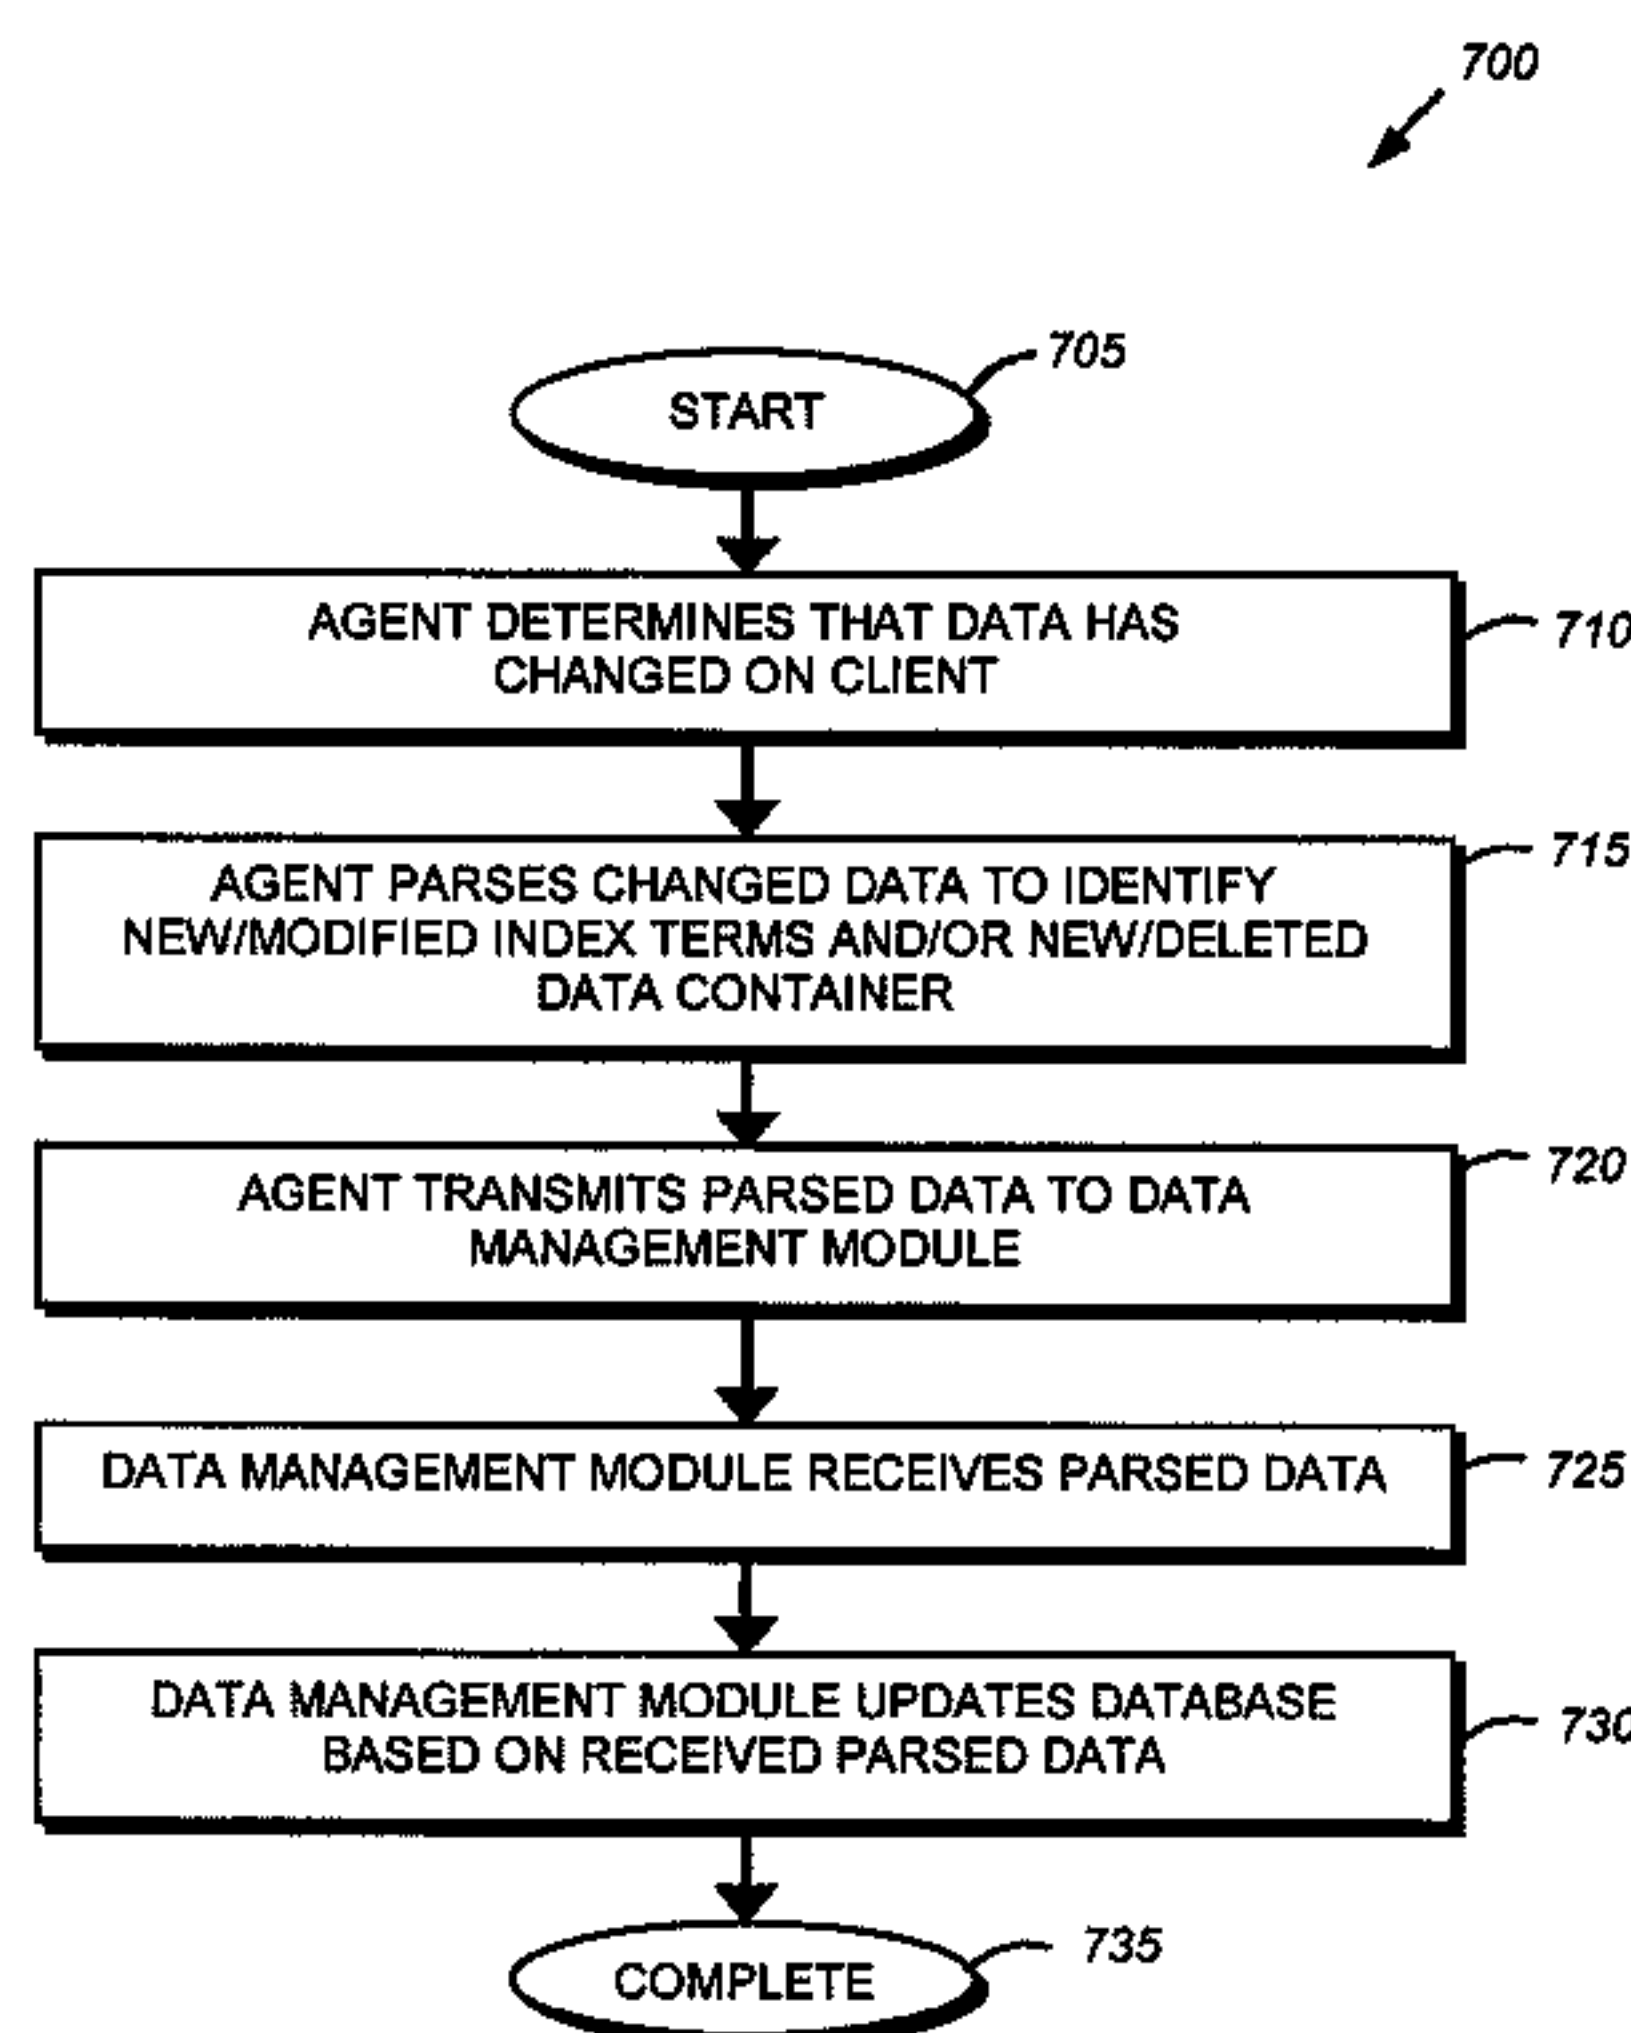 700
START
705
AGENT DETERMINES THAT DATA HAS
CHANGED ON CLIENT
710
AGENT PARSES CHANGED DATA TO IDENTIFY
NEW/MODIFIED INDEX TERMS AND/OR NEW/DELETED
DATA CONTAINER
715
AGENT TRANSMITS PARSED DATA TO DATA
MANAGEMENT MODULE
720
DATA MANAGEMENT MODULE RECEIVES PARSED DATA
725
DATA MANAGEMENT MODULE UPDATES DATABASE
BASED ON RECEIVED PARSED DATA
730
COMPLETE
735